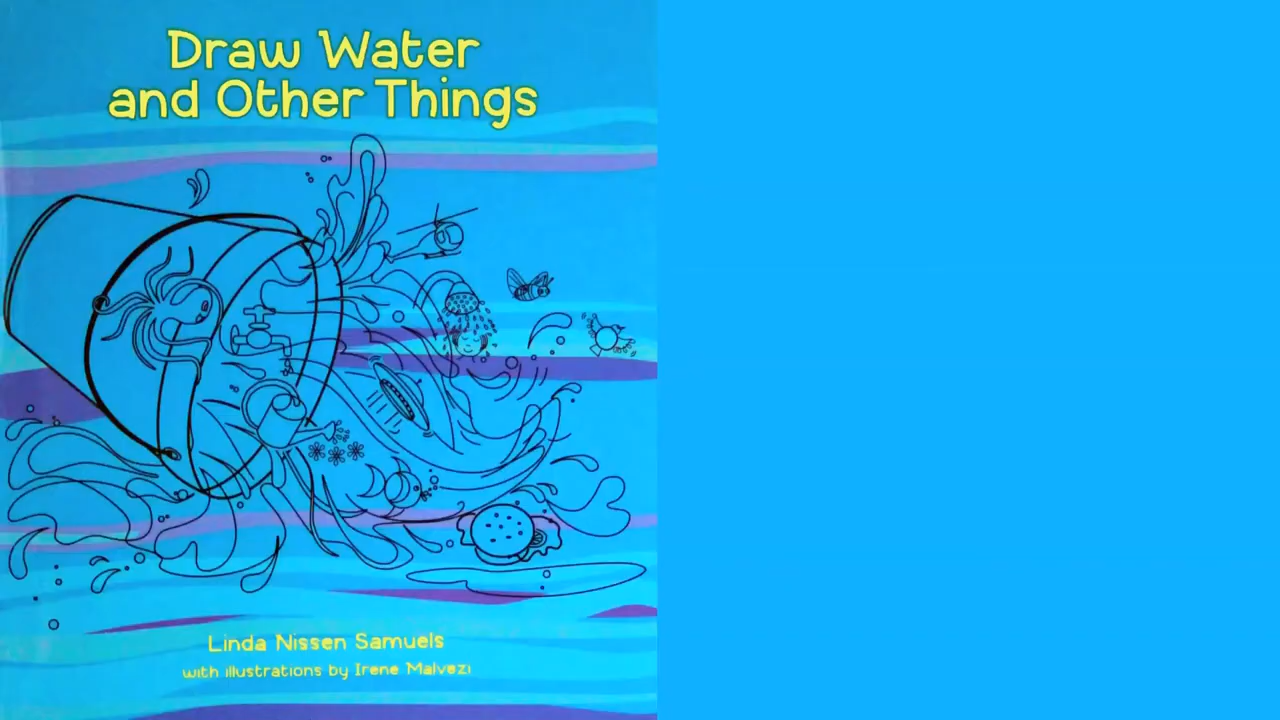 Draw Water
and Other Things
Linda Nissen Samuels
with illustrations by Irene Malvezi